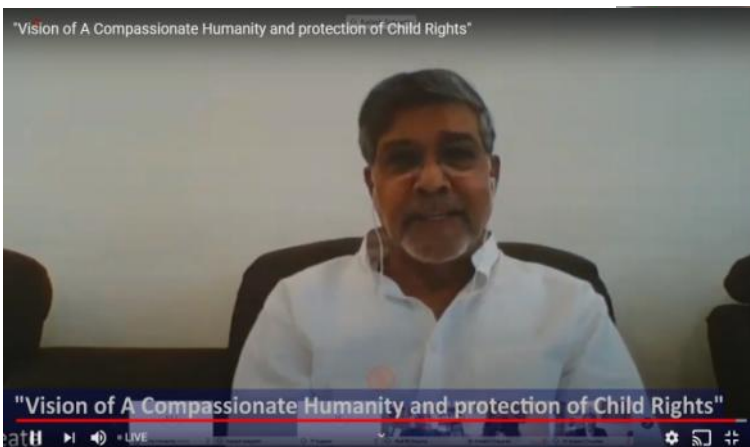 "Vision of A Compassionate Humanity and protection of Child Rights"
"Vision of A Compassionate Humanity and protection of Child Rights"
LIVE